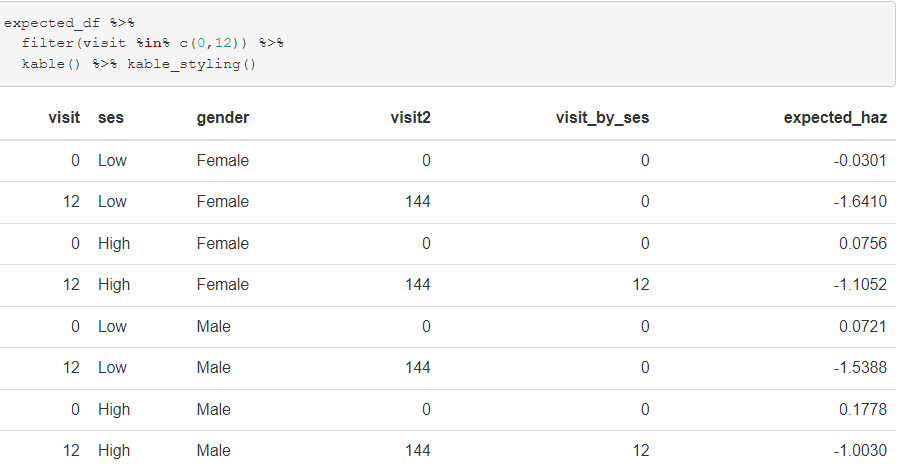 expected_df %>%
filter(visit %in% c(0,12)) %>%
kable() %>% kable_styling()
visit ses gender visit2 visit_by_ses expected_haz
0 Low Female 0 0 -0.0301
12 Low Female 144 0 -1.6410
0 High Female 0 0 0.0756
12 High Female 144 12 -1.1052
0 Low Male 0 0 0.0721
12 Low Male 144 0 -1.5388
0 High Male 0 0 0.1778
12 High Male 144 12 -1.0030